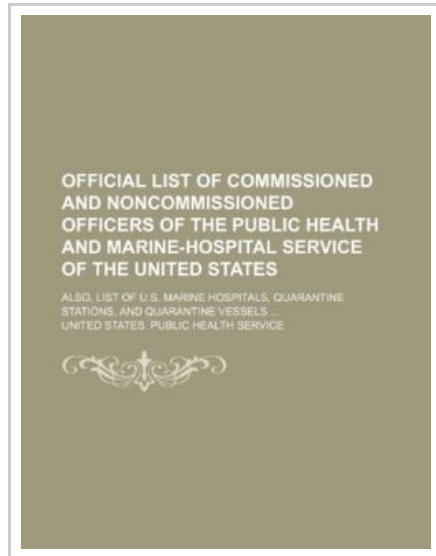 OFFICIAL LIST OF COMMISSIONED
AND NONCOMMISSIONED
OFFICERS OF THE PUBLIC HEALTH
AND MARINE-HOSPITAL SERVICE
OF THE UNITED STATES
ALSO, LIST OF U.S. MARINE HOSPITALS, QUARANTINE
STATIONS, AND QUARANTINE VESSELS ...
UNITED STATES. PUBLIC HEALTH SERVICE